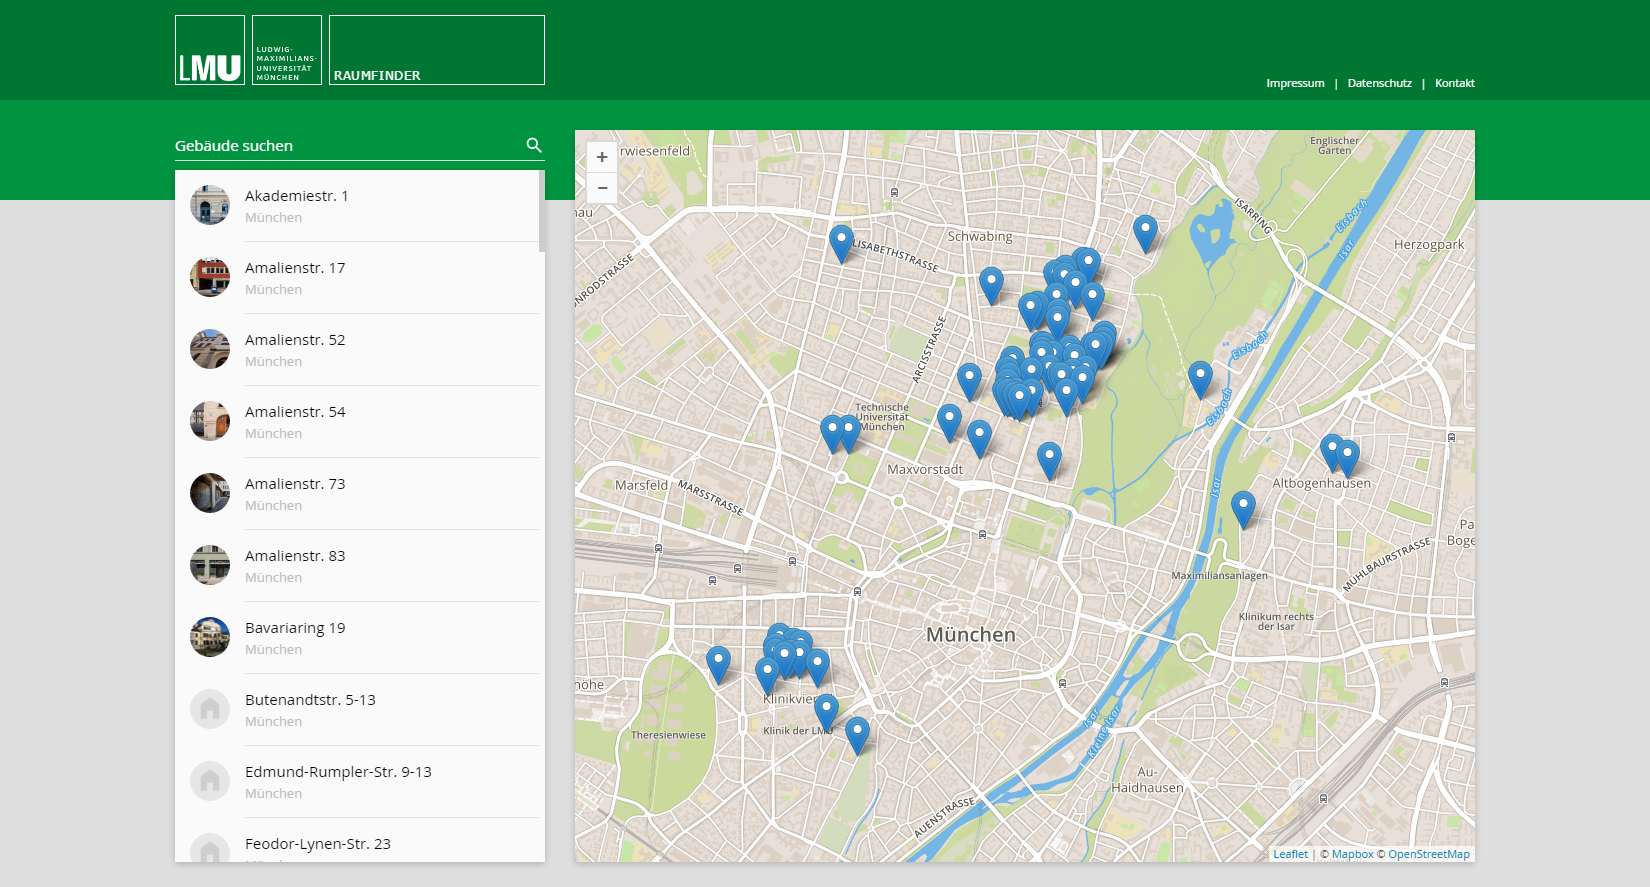 LMU
LUDWIG-
MAXIMILIANS-
UNIVERSITÄT
MÜNCHEN
RAUMFINDER
Impressum | Datenschutz | Kontakt
Gebäude suchen
Akademiestr. 1
München
Amalienstr. 17
München
Amalienstr. 52
München
Amalienstr. 54
München
Amalienstr. 73
München
Amalienstr. 83
München
Bavariaring 19
München
Butenandtstr. 5-13
München
Edmund-Rumpler-Str. 9-13
München
Feodor-Lynen-Str. 23
+
−
rwiesenfeld
Englischer
Garten
nau
ISARRING
Eisbach
Isar
Schwabing
Herzogpark
LISABETHSTRASSE
ONRODSTRASSE
ARCISSTRASSE
Eisbach
Eisbach
Technische
Universität
München
Maxvorstadt
Marsfeld
MARSSTRASSE
Isar
Altbogenhausen
Pa
Boge
MÜHLBAURSTRASSE
Maximiliansanlagen
Klinikum rechts
der Isar
München
höhe
Klinikviert
Klinik der LMU
Theresienwiese
Isar
Kleine Isar
Au-
Haidhausen
AUENSTRASSE
Leaflet | © Mapbox © OpenStreetMap